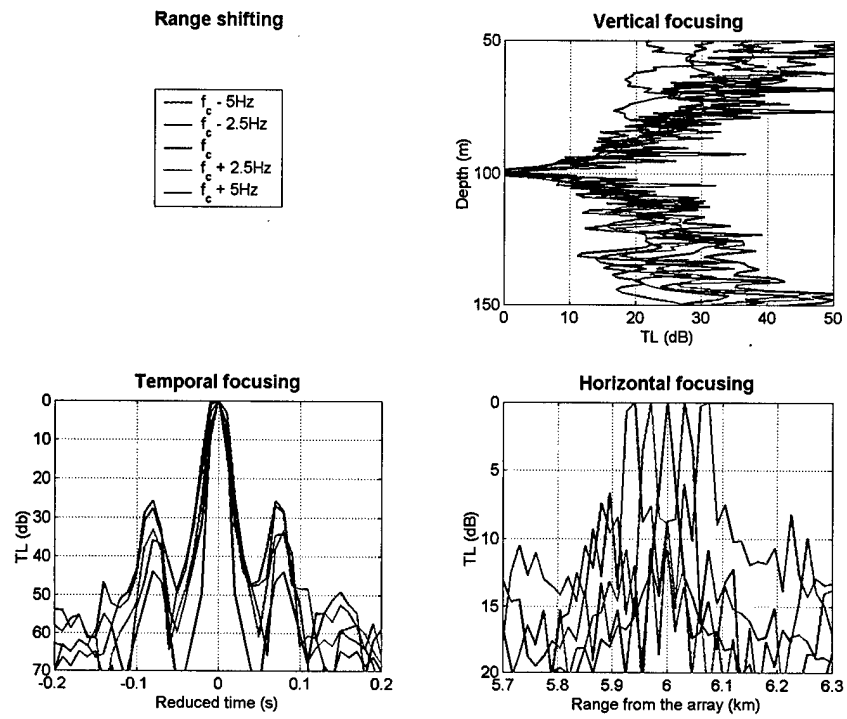 Range shifting
f_c - 5Hz
f_c - 2.5Hz
f_c
f_c + 2.5Hz
f_c + 5Hz
Vertical focusing
50
100
150
Depth (m)
0 10 20 30 40 50
TL (dB)
Temporal focusing
0
10
20
30
40
50
60
70
TL (db)
-0.2 -0.1 0 0.1 0.2
Reduced time (s)
Horizontal focusing
0
5
10
15
20
TL (dB)
5.7 5.8 5.9 6 6.1 6.2 6.3
Range from the array (km)